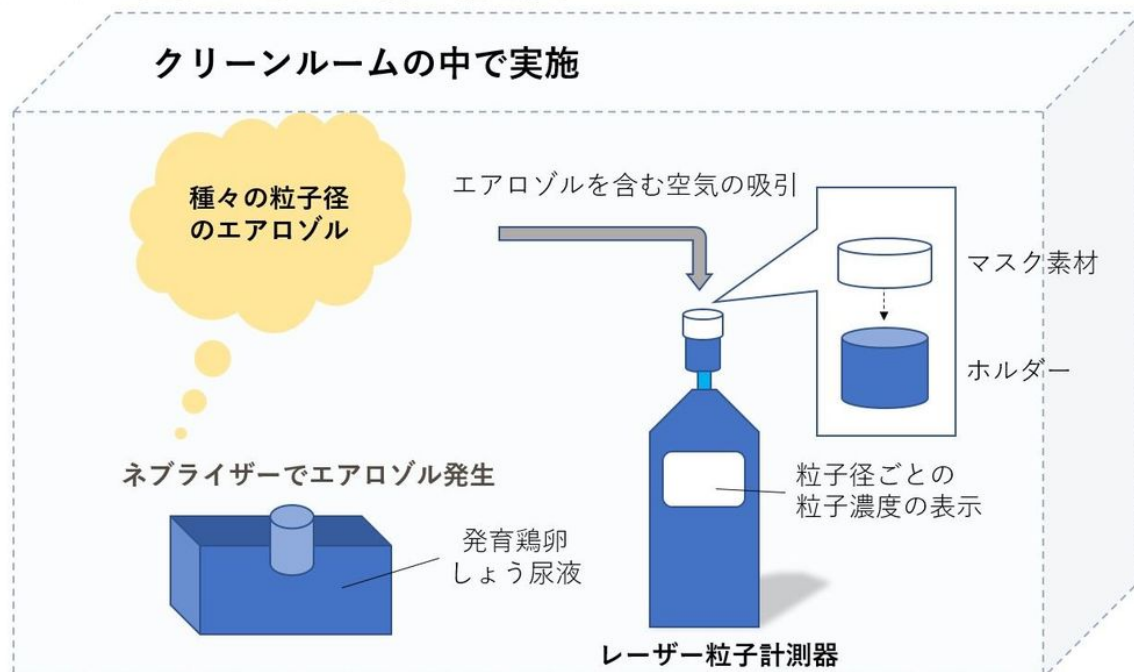 クリーンルームの中で実施
種々の粒子径
のエアロゾル
エアロゾルを含む空気の吸引
マスク素材
ホルダー
ネブライザーでエアロゾル発生
粒子径ごとの
粒子濃度の表示
発育鶏卵
しょう尿液
レーザー粒子計測器